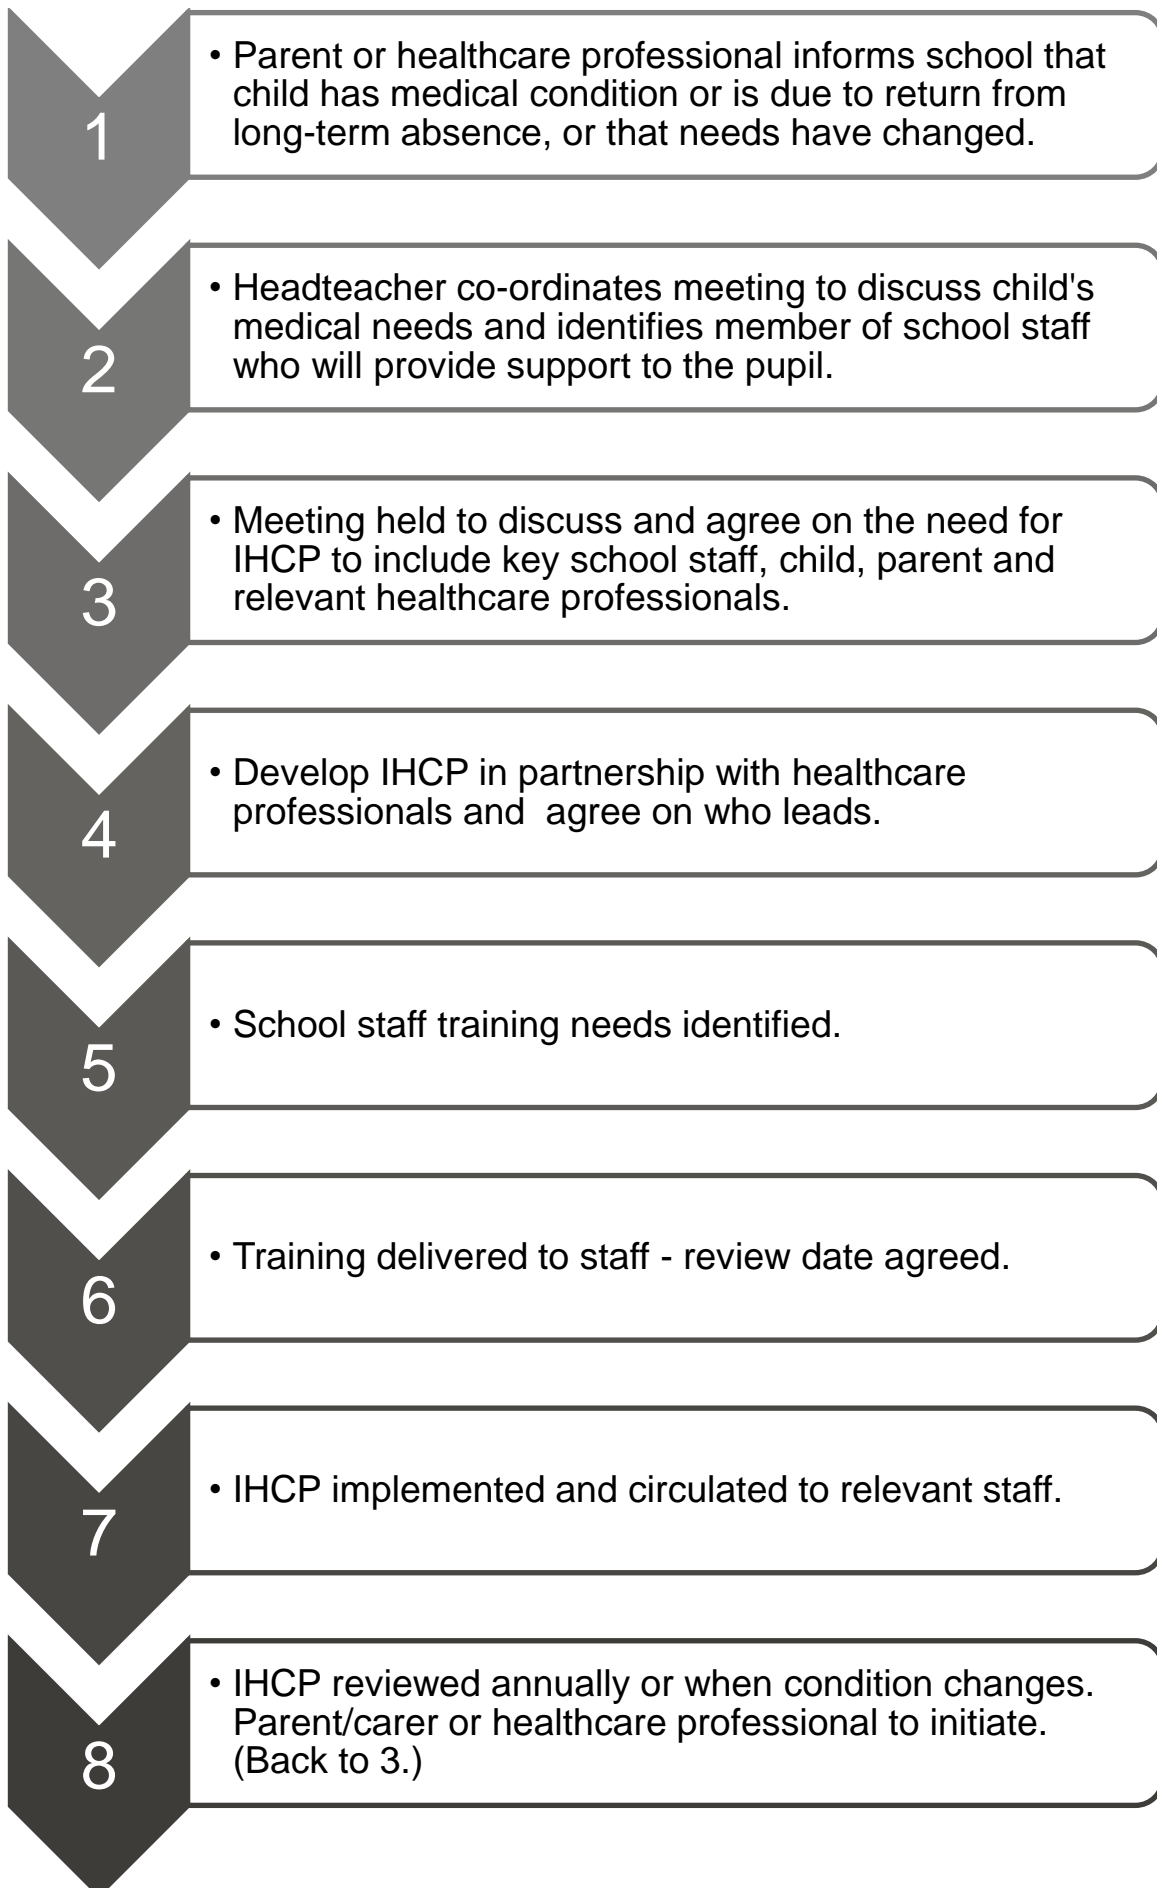 1
• Parent or healthcare professional informs school that
child has medical condition or is due to return from
long-term absence, or that needs have changed.
2
• Headteacher co-ordinates meeting to discuss child's
medical needs and identifies member of school staff
who will provide support to the pupil.
3
• Meeting held to discuss and agree on the need for
IHCP to include key school staff, child, parent and
relevant healthcare professionals.
4
• Develop IHCP in partnership with healthcare
professionals and  agree on who leads.
5
• School staff training needs identified.
6
• Training delivered to staff - review date agreed.
7
• IHCP implemented and circulated to relevant staff.
8
• IHCP reviewed annually or when condition changes.
Parent/carer or healthcare professional to initiate.
(Back to 3.)